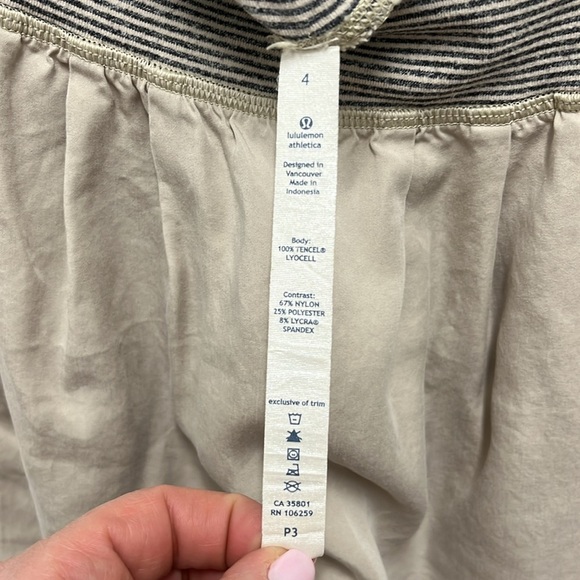 4
lululemon
athletica
Designed in
Vancouver
Made in
Indonesia
Body:
100% TENCEL®
LYOCELL
Contrast:
67% NYLON
25% POLYESTER
8% LYCRA®
SPANDEX
exclusive of trim
CA 35801
RN 106259
P3